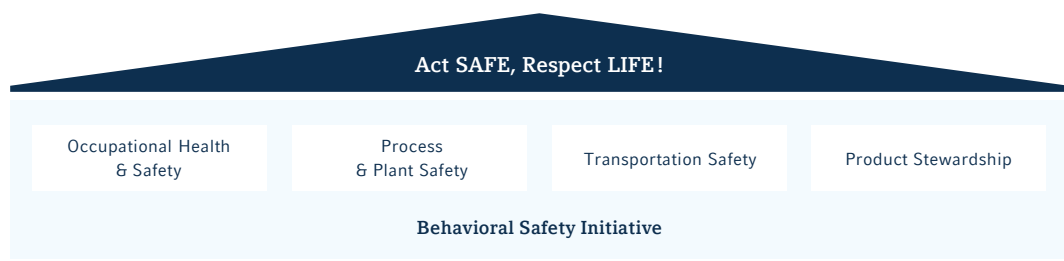 Act SAFE, Respect LIFE!
Occupational Health
& Safety
Process
& Plant Safety
Transportation Safety
Product Stewardship
Behavioral Safety Initiative